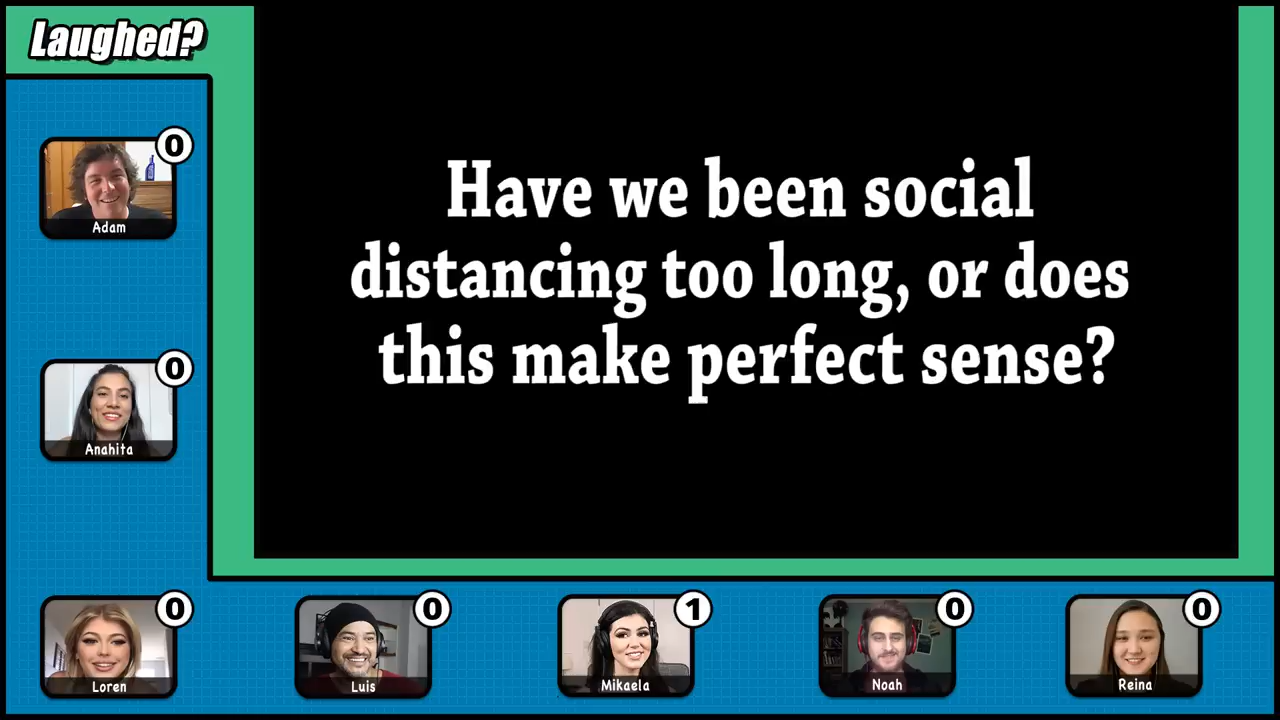 Laughed?
Have we been social
distancing too long, or does
this make perfect sense?
0
Adam
0
Anahita
0
Loren
0
Luis
1
Mikaela
0
Noah
0
Reina